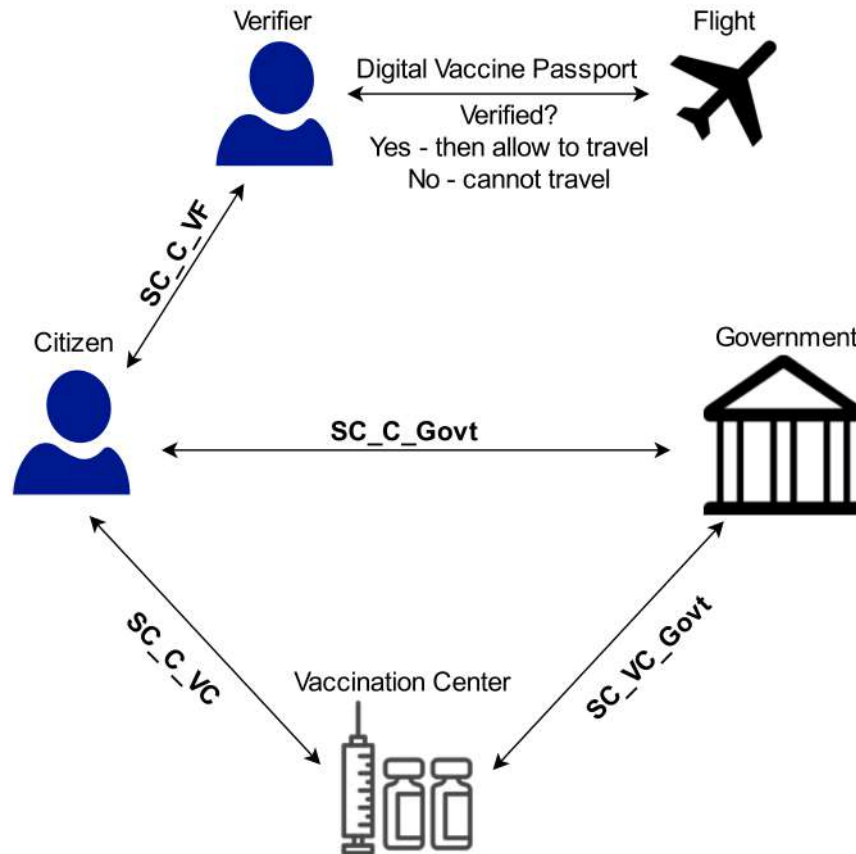 Verifier
Flight
Digital Vaccine Passport
Verified?
Yes - then allow to travel
No - cannot travel
SC_C_VF
Citizen
Government
SC_C_Govt
SC_C_VC
SC_VC_Govt
Vaccination Center